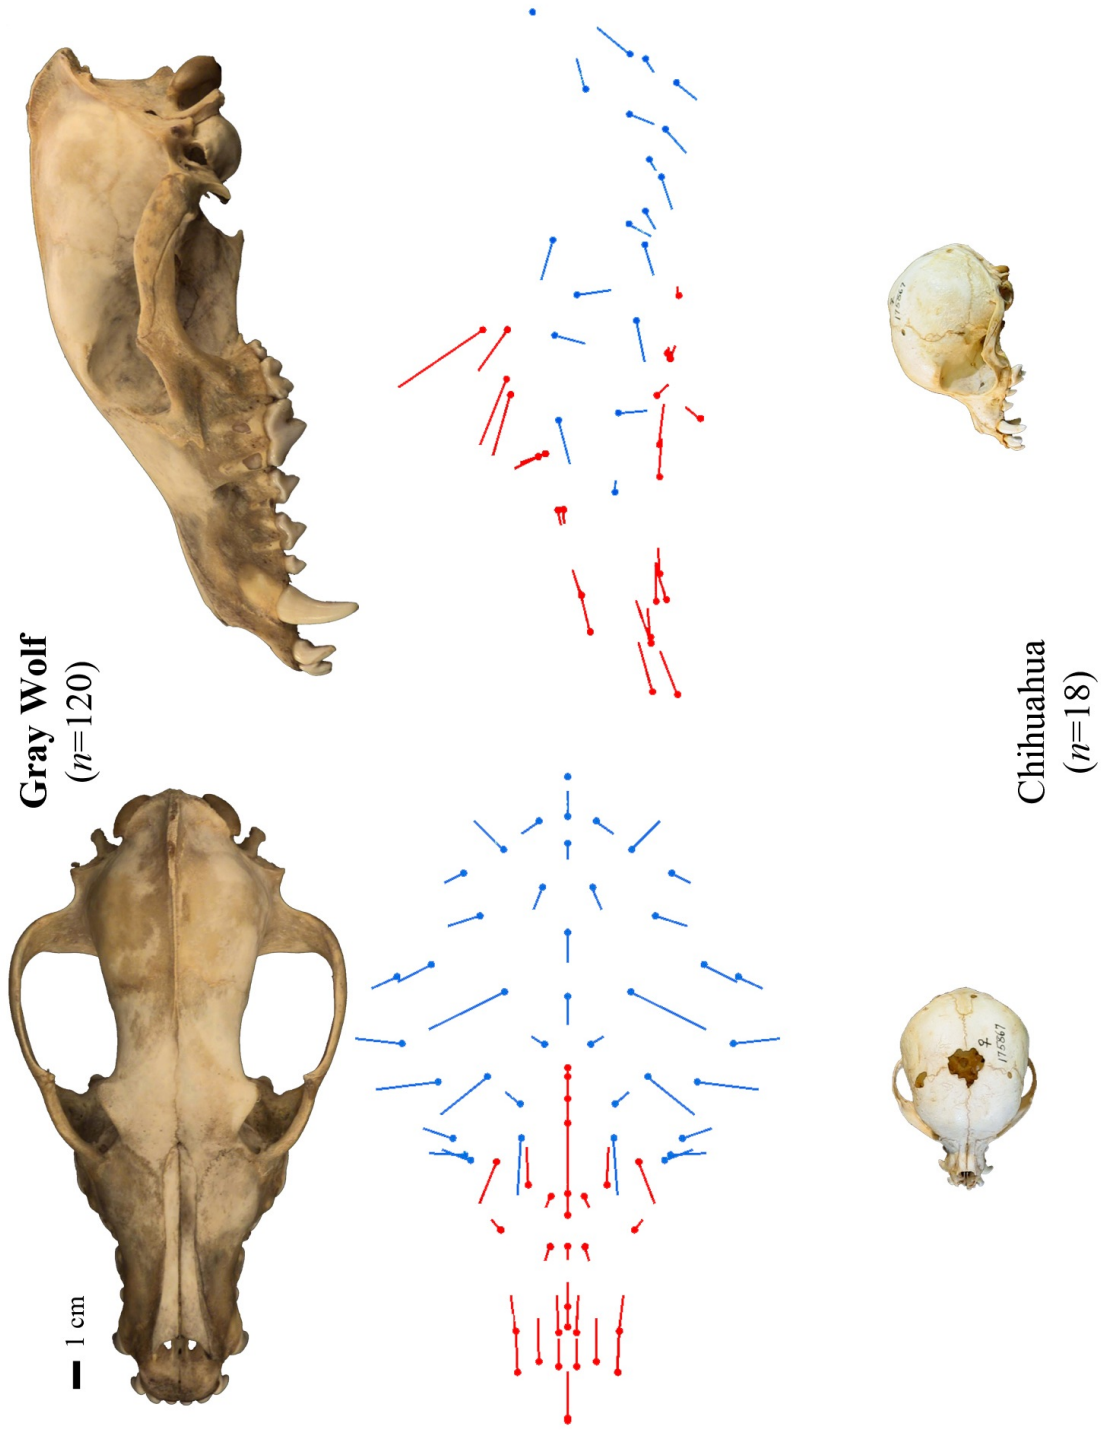 Gray Wolf
(n=120)
1 cm
Chihuahua
(n=18)
♀
175867
♀
175867